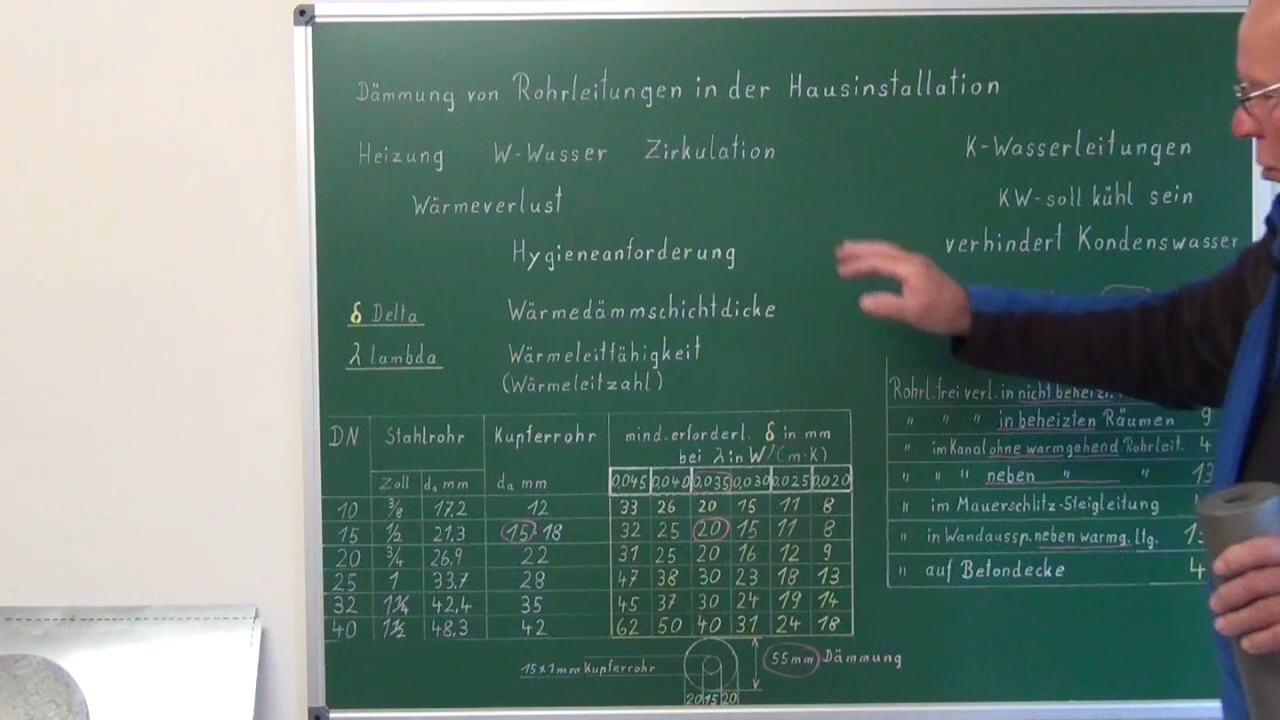 Dämmung von Rohrleitungen in der Hausinstallation
Heizung W-Wasser Zirkulation
Wärmeverlust
Hygieneanforderung
K-Wasserleitungen
KW-soll kühl sein
verhindert Kondenswasser
δ Delta Wärmedämmschichtdicke
λ lambda Wärmeleitfähigkeit
(Wärmeleitzahl)
DN Stahlrohr Kupferrohr mind. erforderl. δ in mm
bei λ in W/(m·K)
Zoll da mm da mm 0,045 0,040 0,035 0,030 0,025 0,020
10 3/8 17,2 12 33 26 20 15 11 8
15 1/2 21,3 15-18 32 25 20 15 11 8
20 3/4 26,9 22 31 25 20 16 12 9
25 1 33,7 28 47 38 30 23 18 13
32 1 1/4 42,4 35 45 37 30 24 19 14
40 1 1/2 48,3 42 62 50 40 31 24 18
15x1mm Kupferrohr 55mm Dämmung
20 15 20
Rohrl. frei verl. in nicht
" " " in beheizten Räumen 9
" im Kanal ohne warmgehend Rohrleit. 4
" " " neben " " 13
" im Mauerschlitz-Steigleitung
" in Wandaussp. neben warmg. Ltg.
" auf Betondecke 4